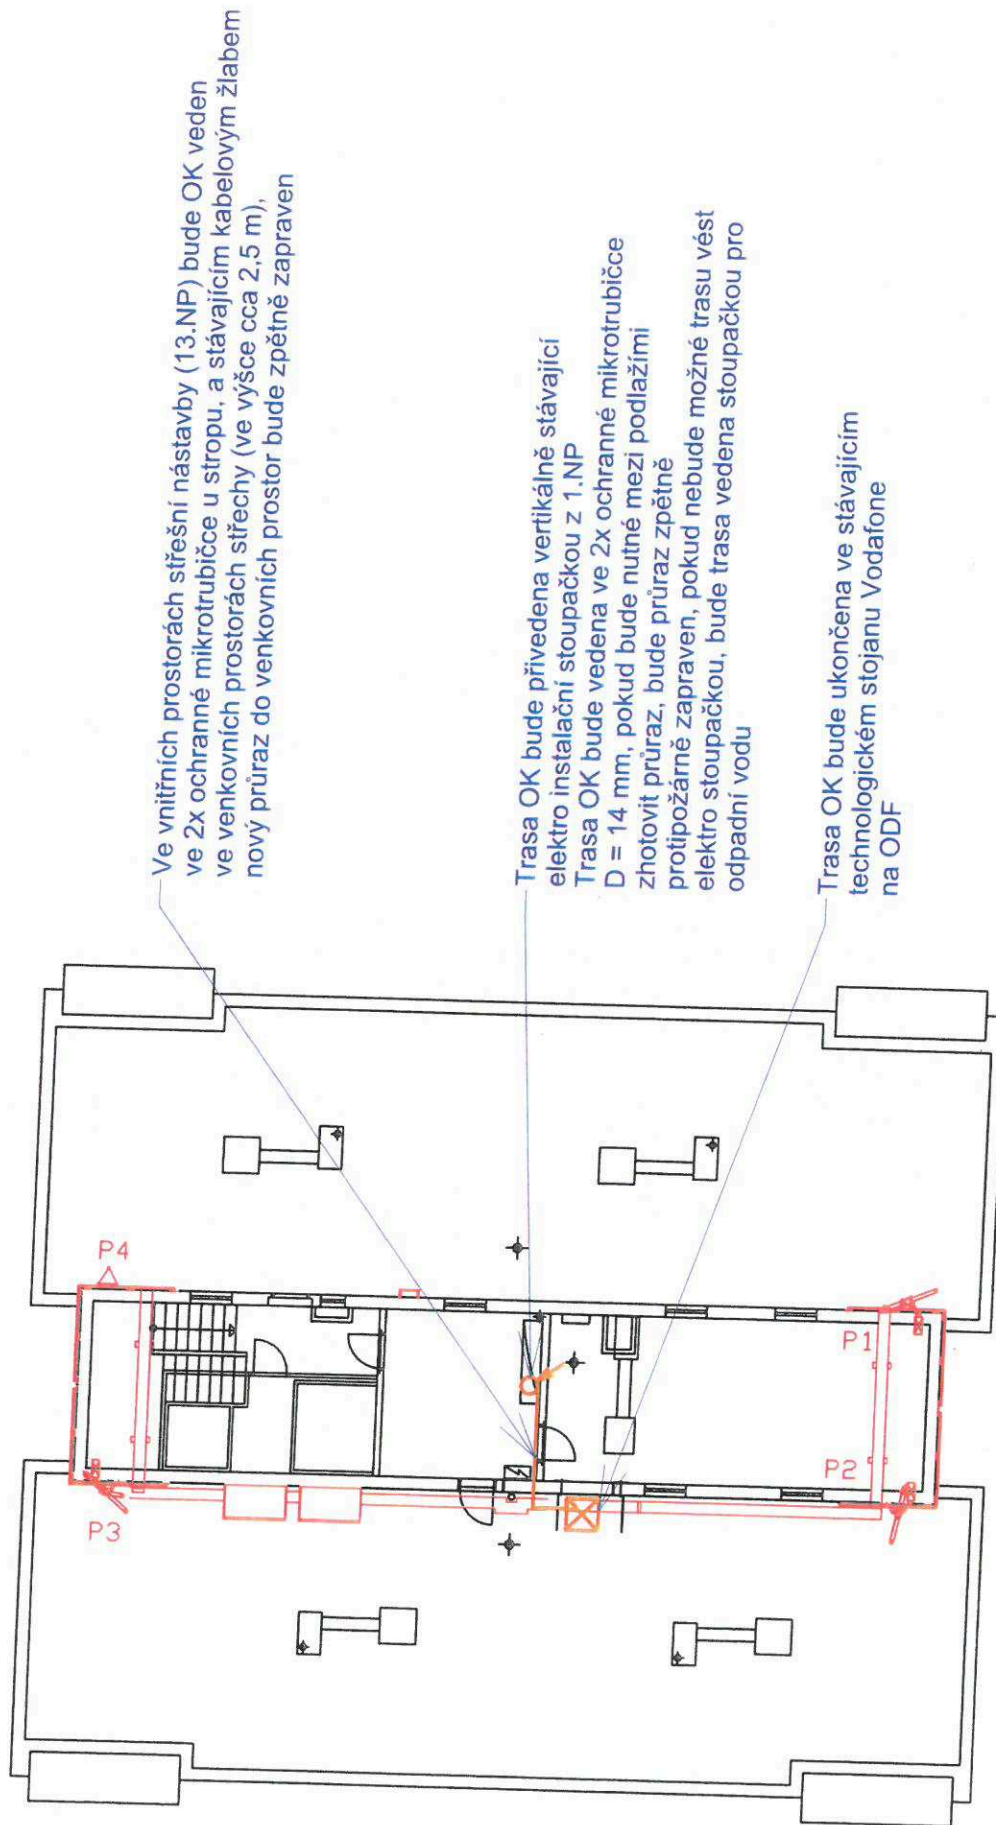 Ve vnitřních prostorách střešní nástavby (13.NP) bude OK veden
ve 2x ochranné mikrotrubičce u stropu, a stávajícím kabelovým žlabem
ve venkovních prostorách střechy (ve výšce cca 2,5 m),
nový průraz do venkovních prostor bude zpětně zapraven
Trasa OK bude přivedena vertikálně stávající
elektro instalační stoupačkou z 1.NP
Trasa OK bude vedena ve 2x ochranné mikrotrubičce
D = 14 mm, pokud bude nutné mezi podlažími
zhotovit průraz, bude průraz zpětně
protipožárně zapraven, pokud nebude možné trasu vést
elektro stoupačkou, bude trasa vedena stoupačkou pro
odpadní vodu
Trasa OK bude ukončena ve stávajícím
technologickém stojanu Vodafone
na ODF
P4
P1
P2
P3